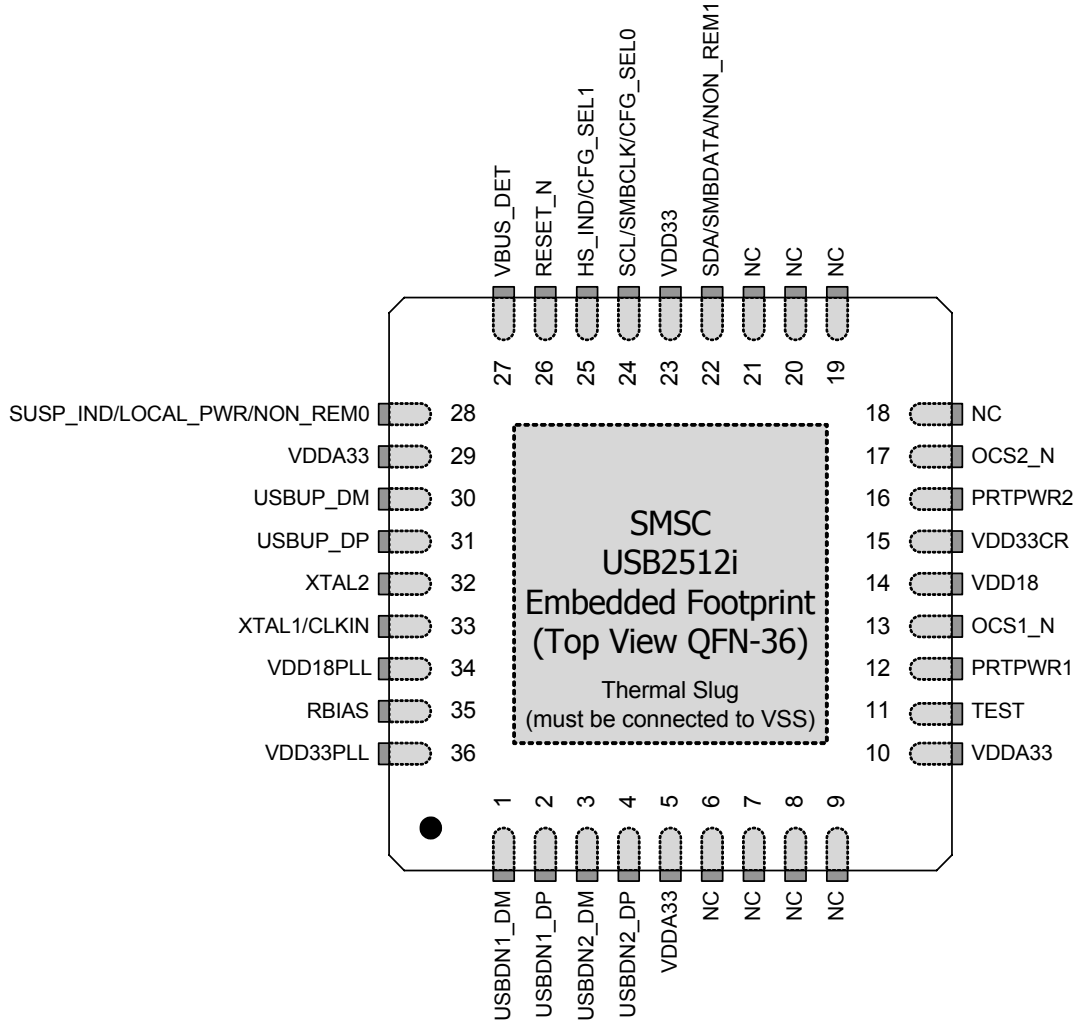 VBUS_DET
RESET_N
HS_IND/CFG_SEL1
SCL/SMBCLK/CFG_SEL0
VDD33
SDA/SMBDATA/NON_REM1
NC
NC
NC
27
26
25
24
23
22
21
20
19
SUSP_IND/LOCAL_PWR/NON_REM0 28
VDDA33 29
USBUP_DM 30
USBUP_DP 31
XTAL2 32
XTAL1/CLKIN 33
VDD18PLL 34
RBIAS 35
VDD33PLL 36
SMSC
USB2512i
Embedded Footprint
(Top View QFN-36)
Thermal Slug
(must be connected to VSS)
18 NC
17 OCS2_N
16 PRTPWR2
15 VDD33CR
14 VDD18
13 OCS1_N
12 PRTPWR1
11 TEST
10 VDDA33
1
2
3
4
5
6
7
8
9
USBDN1_DM
USBDN1_DP
USBDN2_DM
USBDN2_DP
VDDA33
NC
NC
NC
NC